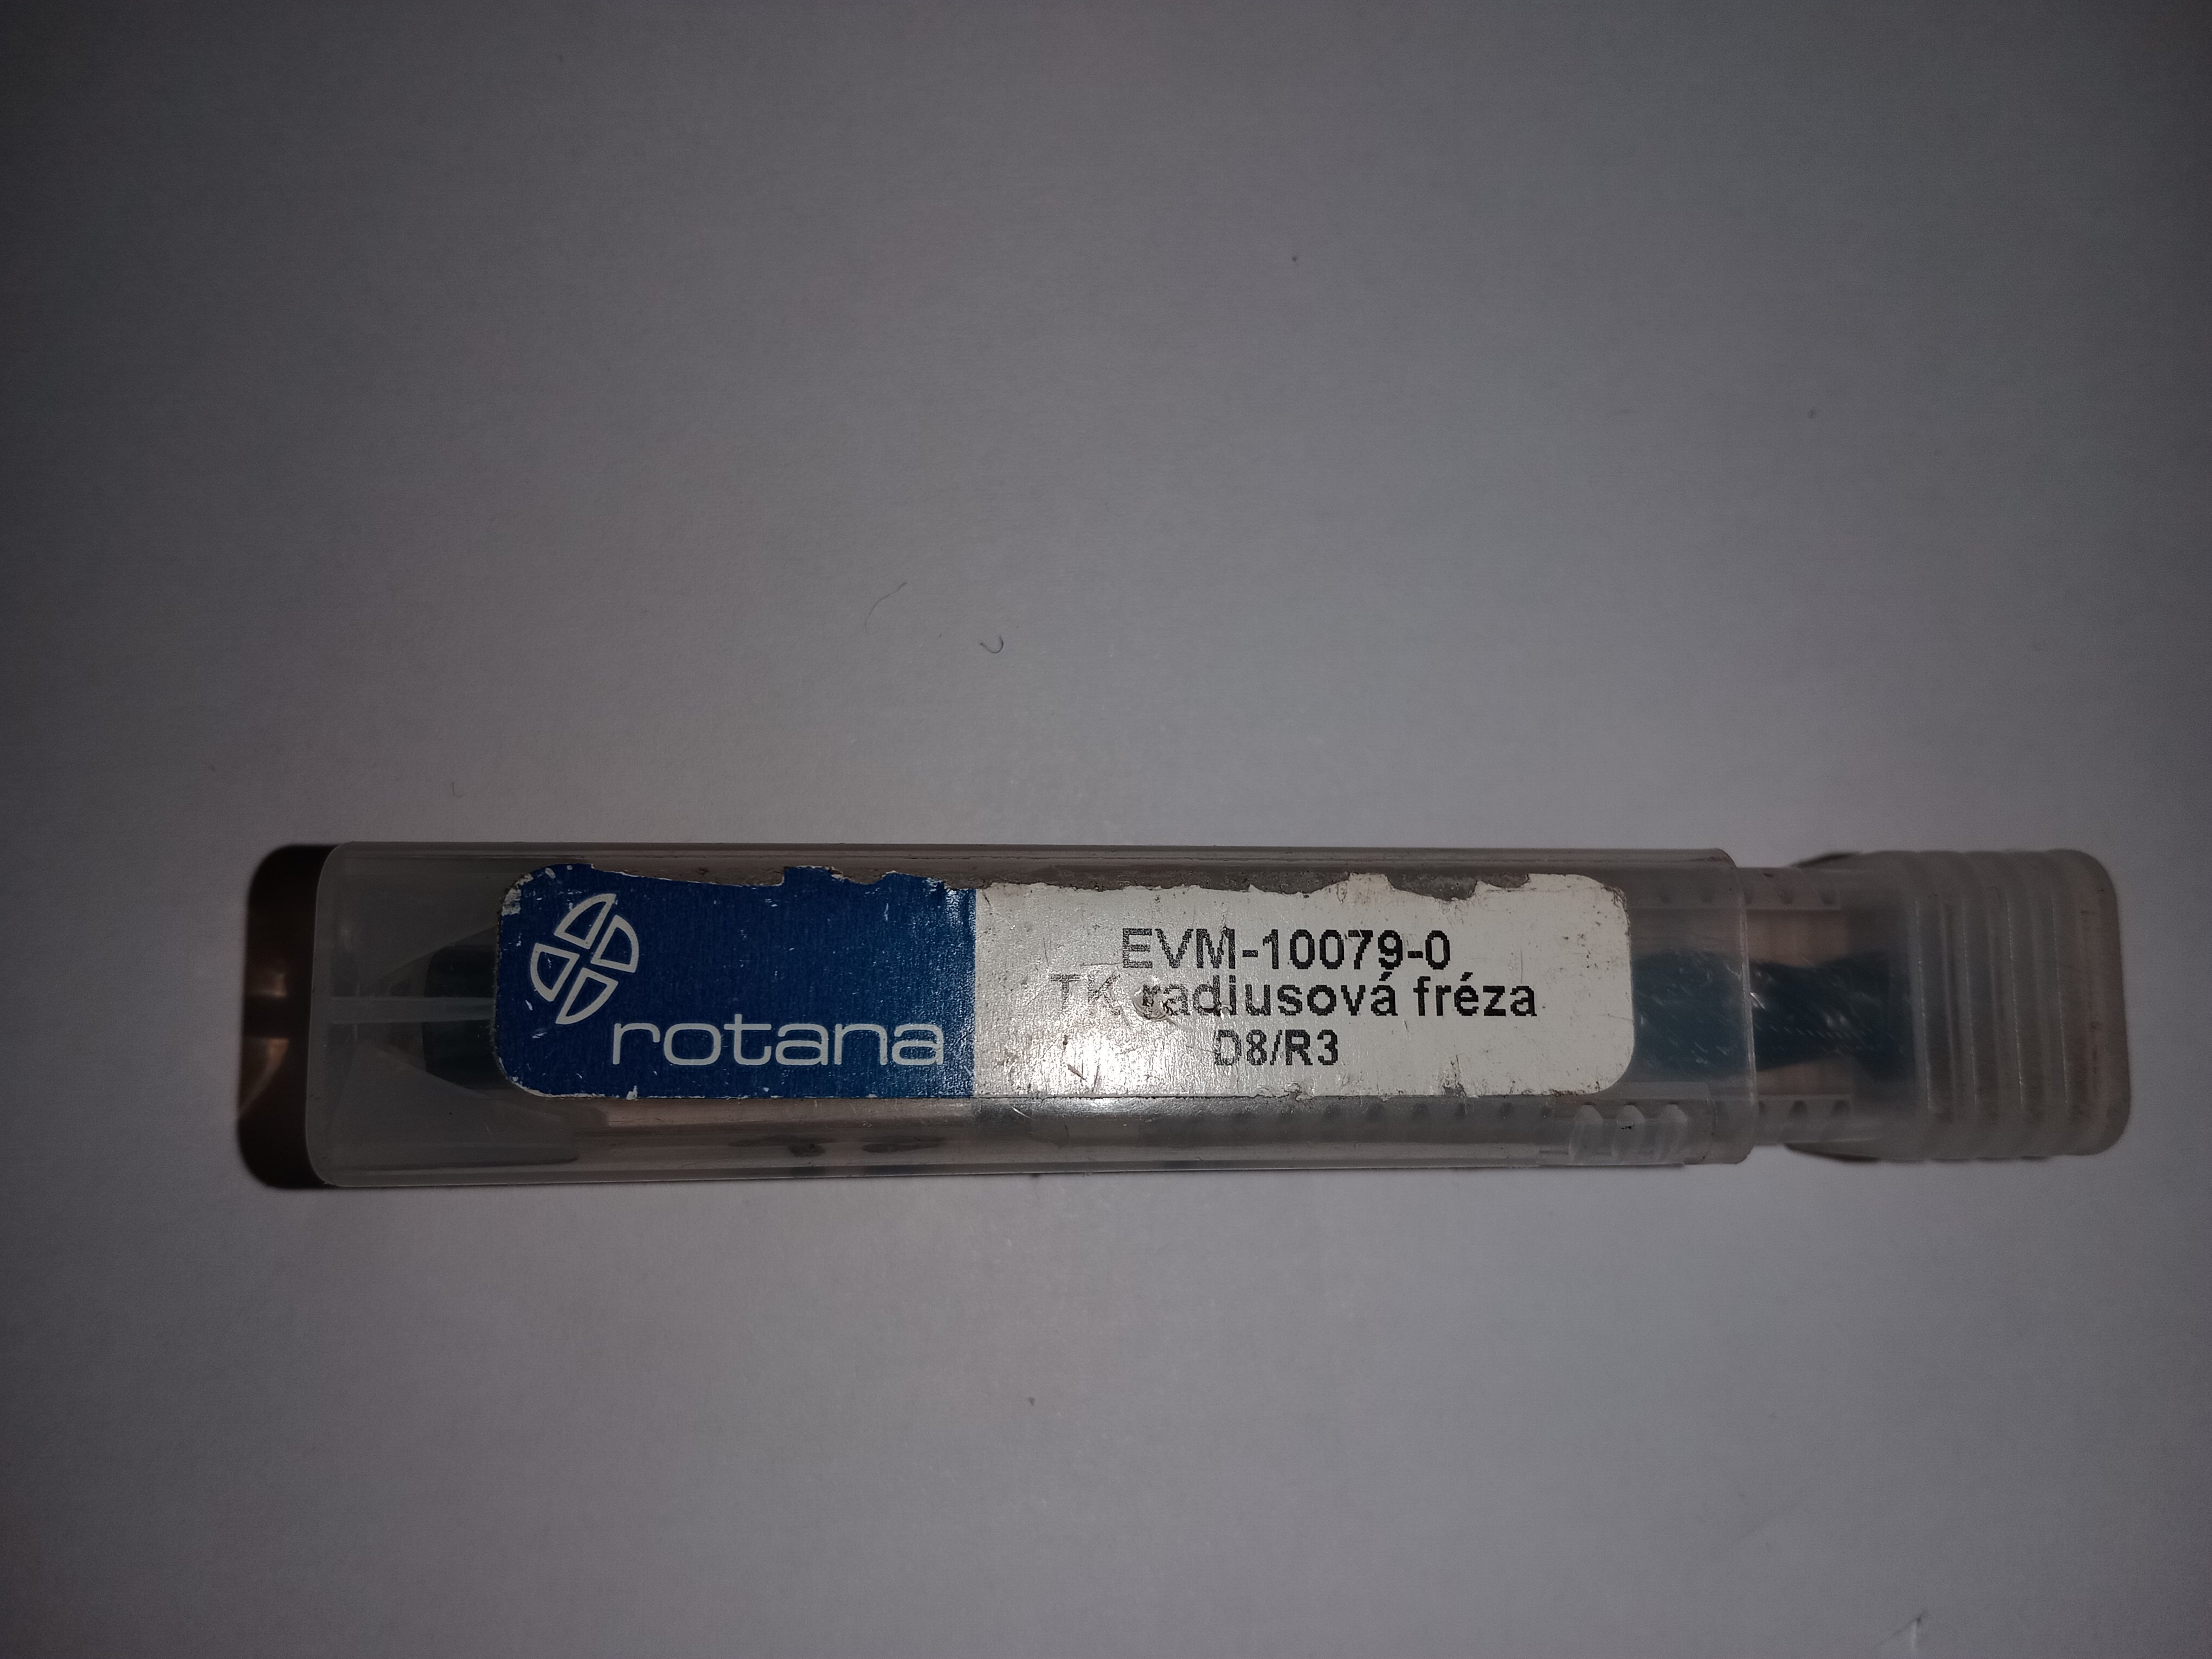 rotana
EVM-10079-0
TK radiusová fréza
D8/R3